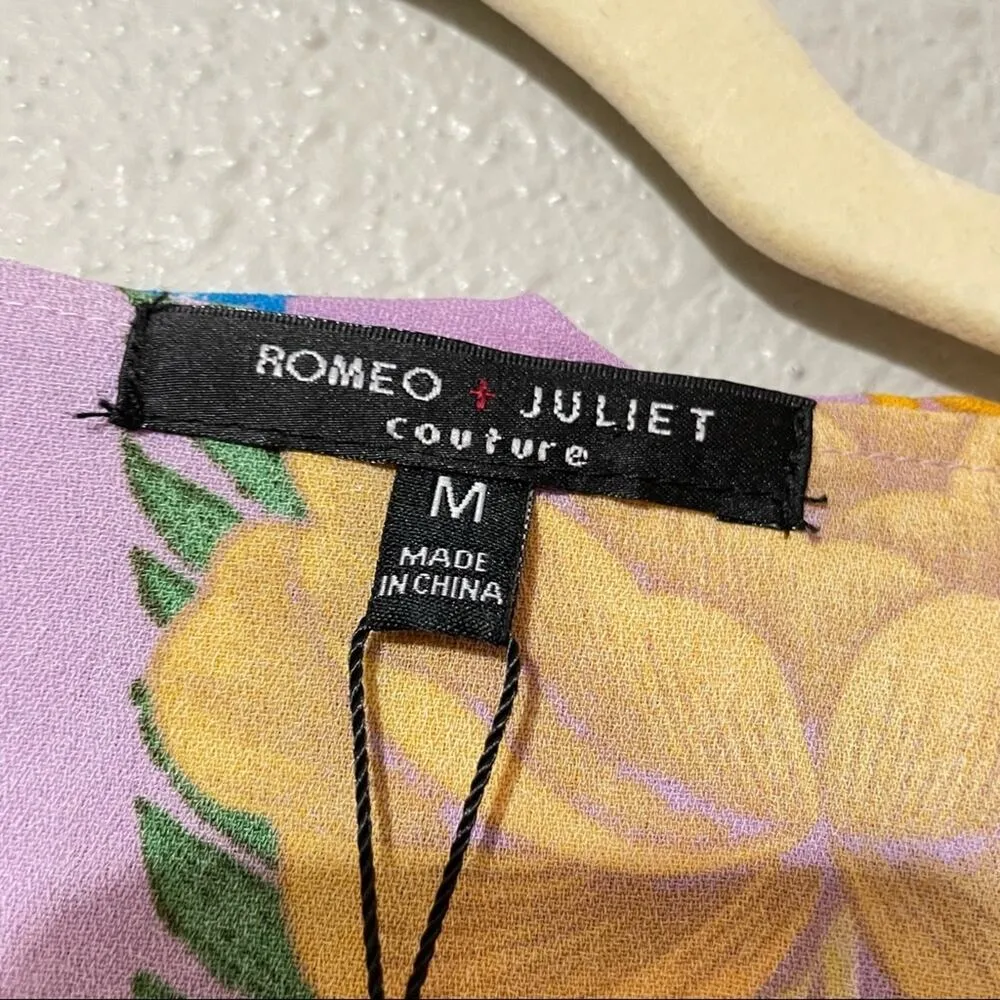 ROMEO + JULIET
couture
M
MADE
IN CHINA